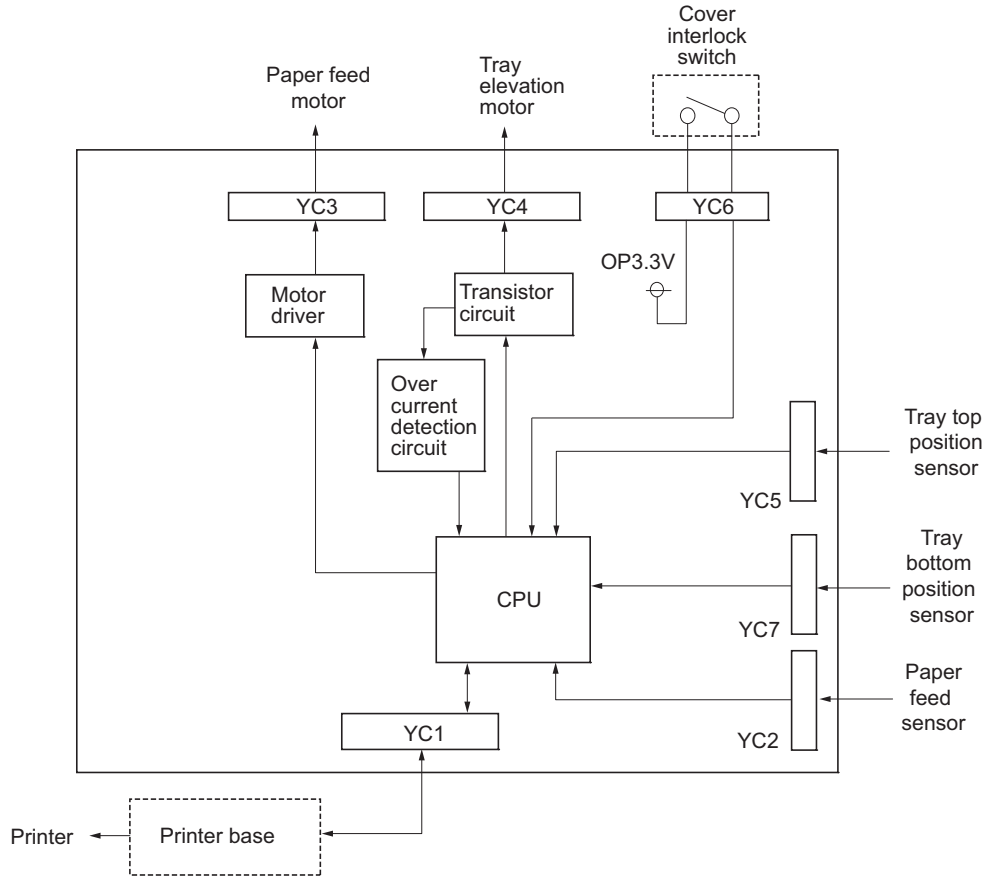 Cover
interlock
switch
Paper feed
motor
Tray
elevation
motor
YC3
YC4
YC6
OP3.3V
Motor
driver
Transistor
circuit
Over
current
detection
circuit
Tray top
position
sensor
YC5
Tray
bottom
position
sensor
CPU
YC7
Paper
feed
sensor
YC1
YC2
Printer
Printer base